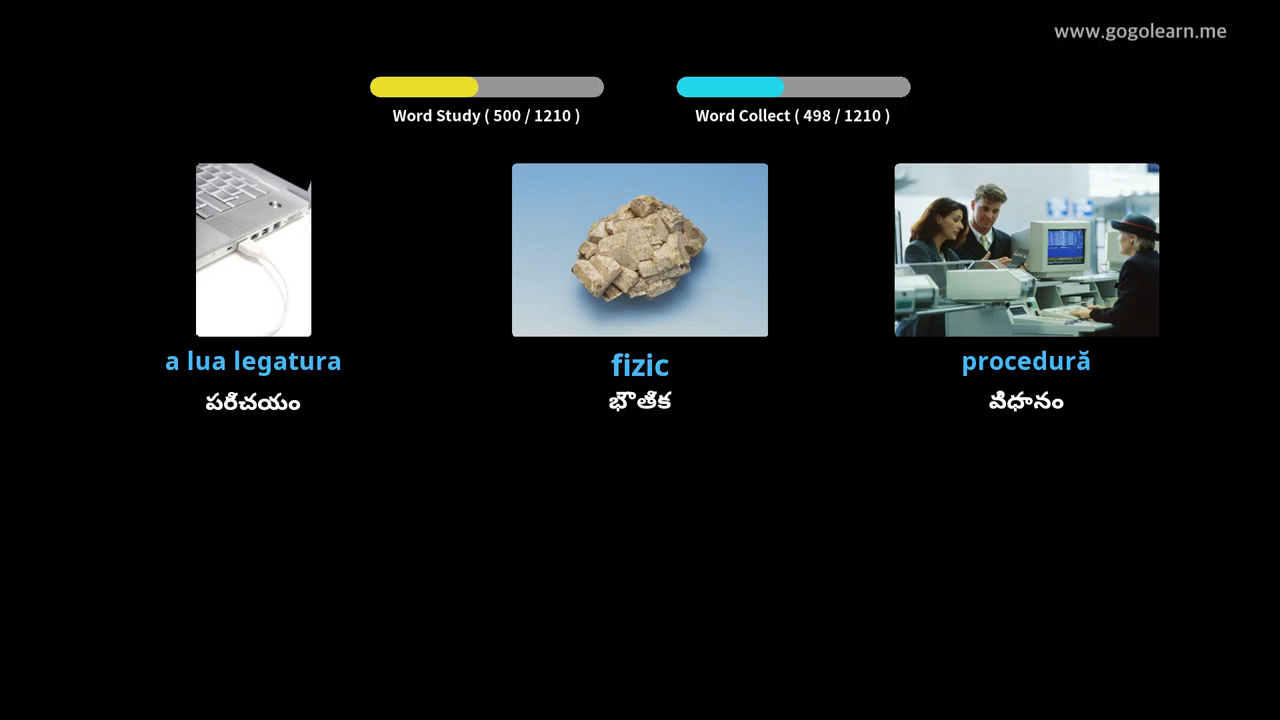 www.gogolearn.me
Word Study ( 500 / 1210 )
Word Collect ( 498 / 1210 )
a lua legatura
fizic
procedură
పరిచయం
భౌతిక
విధానం